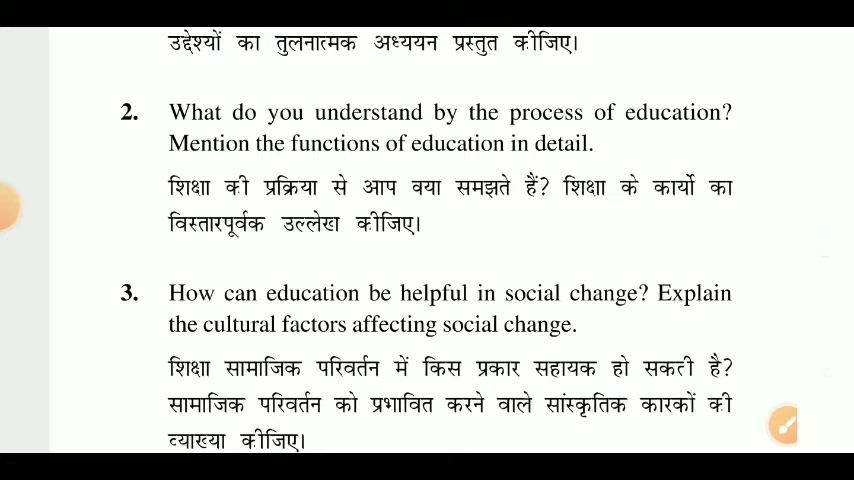 उद्देश्यों का तुलनात्मक अध्ययन प्रस्तुत कीजिए।
2. What do you understand by the process of education?
Mention the functions of education in detail.
शिक्षा की प्रक्रिया से आप क्या समझते हैं? शिक्षा के कार्यो का
विस्तारपूर्वक उल्लेख कीजिए।
3. How can education be helpful in social change? Explain
the cultural factors affecting social change.
शिक्षा सामाजिक परिवर्तन में किस प्रकार सहायक हो सकती है?
सामाजिक परिवर्तन को प्रभावित करने वाले सांस्कृतिक कारकों की
व्याख्या कीजिए।